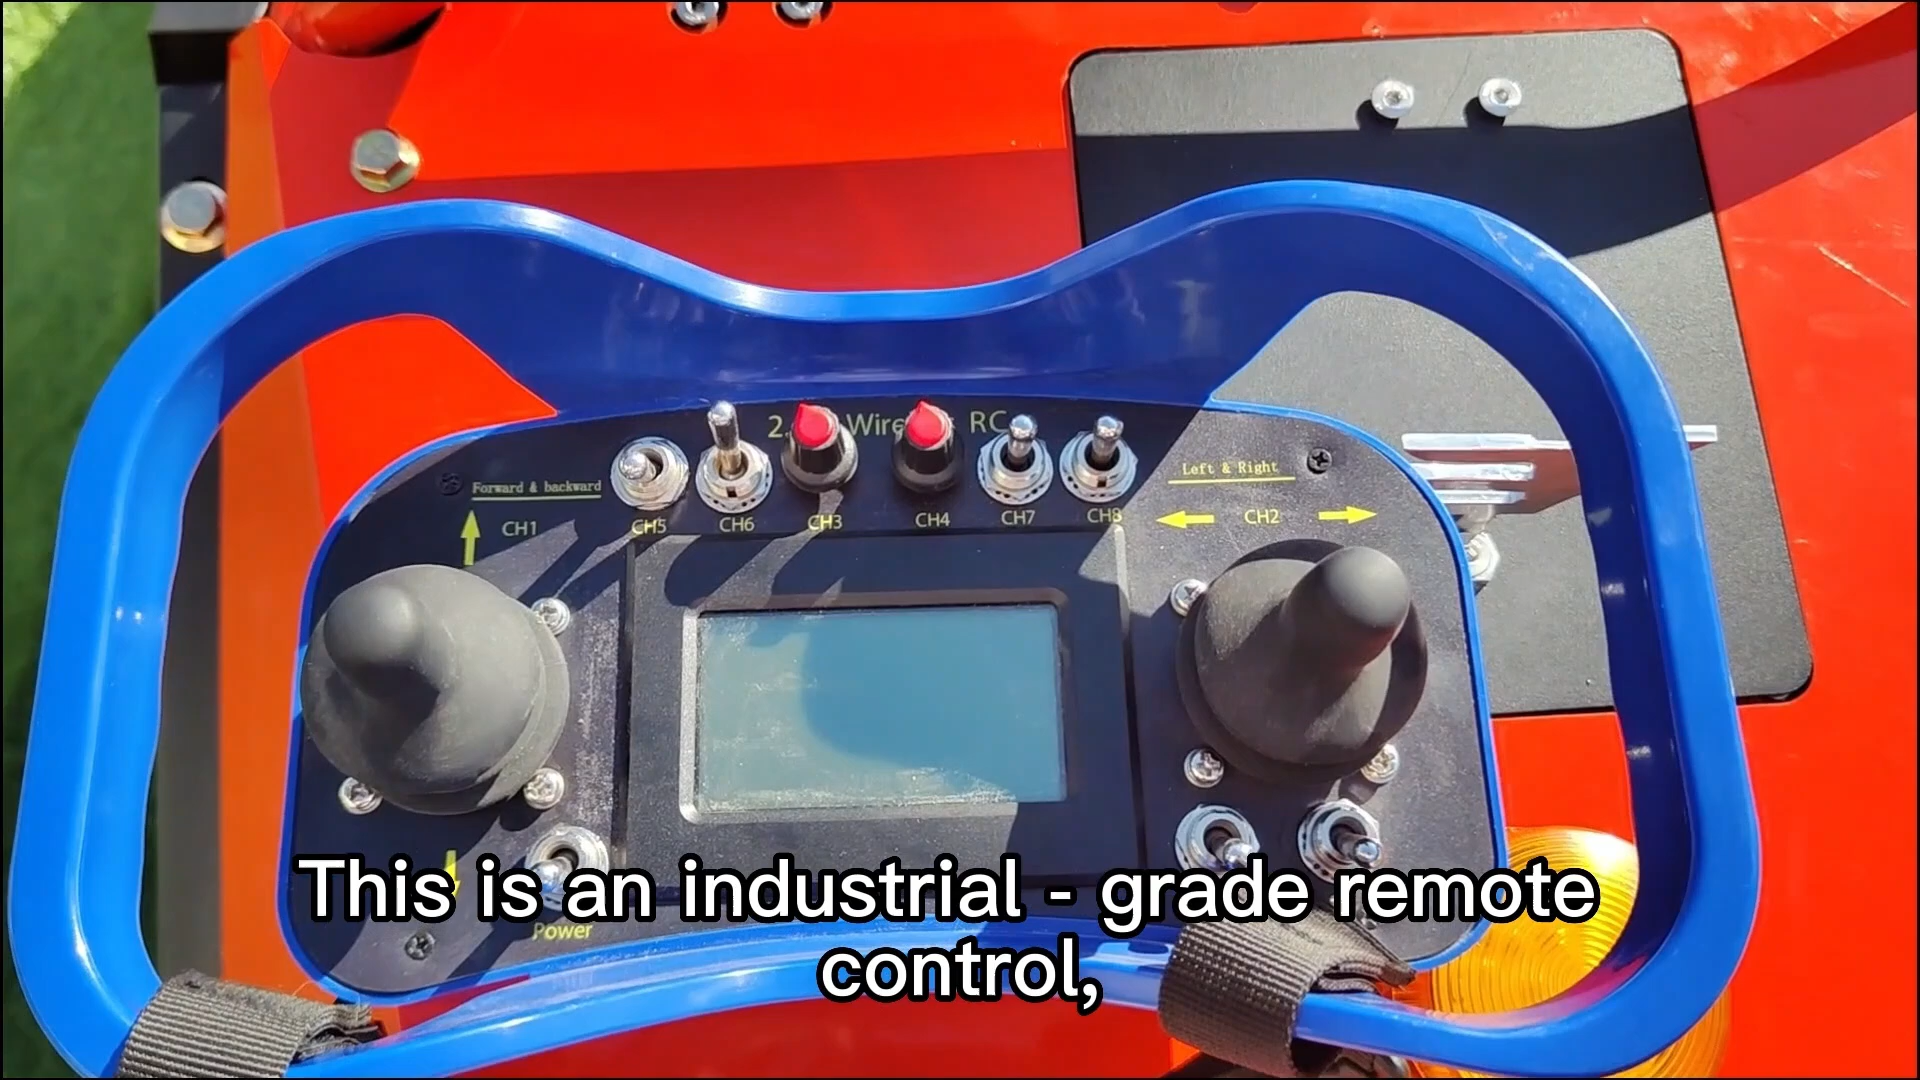 RC
Forward & backward
Left & Right
CH1
CH5
CH6
CH3
CH4
CH7
CH8
CH2
Power
This is an industrial - grade remote
control,